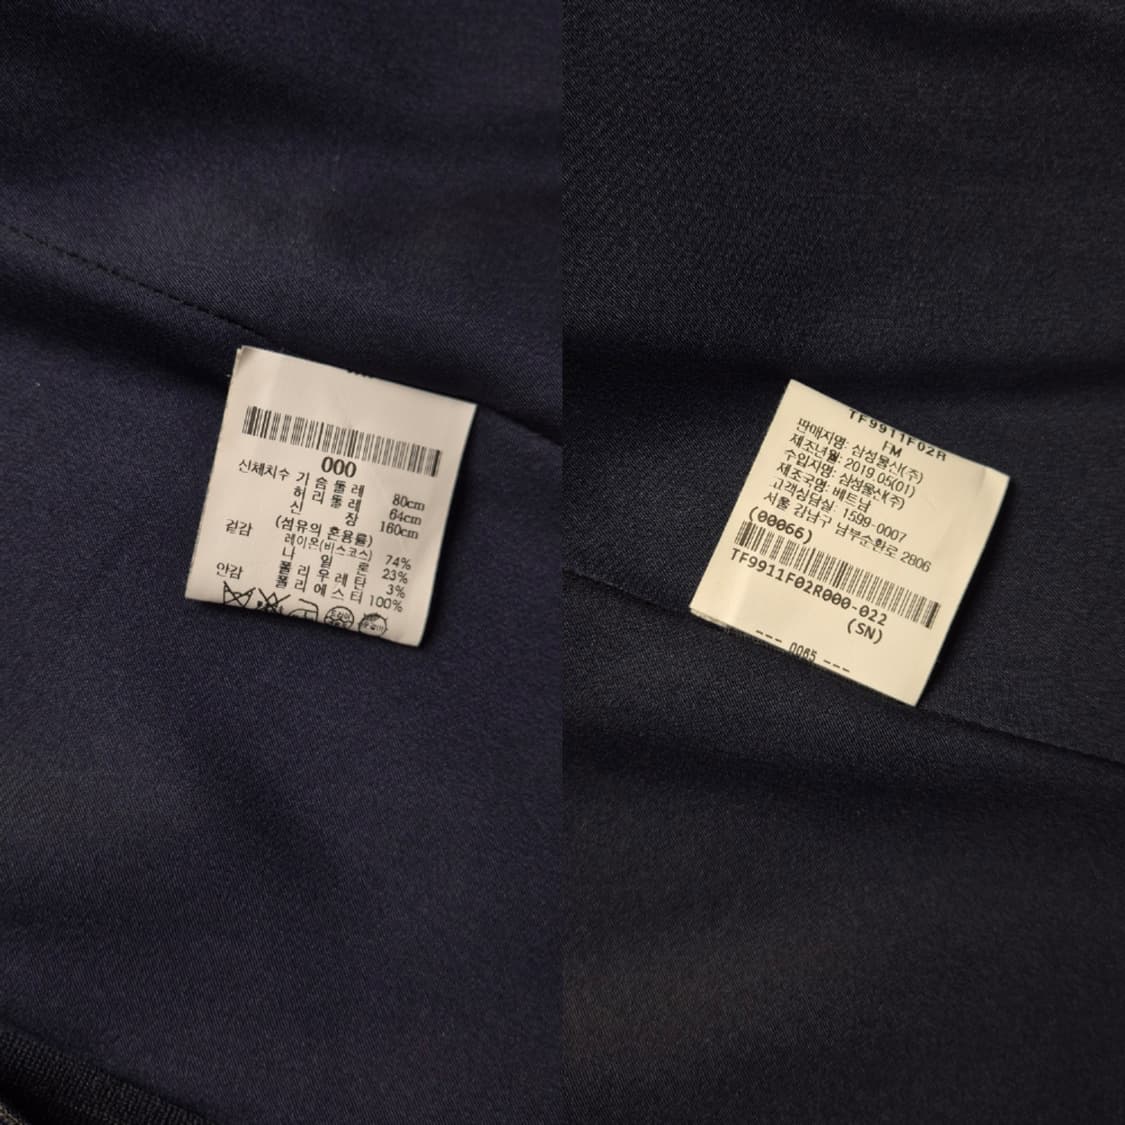 000
신체치수 가 슴 둘 레 80cm
허 리 둘 레 64cm
신 장 160cm
(섬유의 혼용률)
겉감 레이온(비스코스) 74%
나 일 론 23%
폴 리 우 레 탄 3%
안감 폴 리 에 스 터 100%
TF9911F02R
FM
판매자명: 삼성물산(주)
제조년월: 2019.05(01)
수입자명: 삼성물산(주)
제조국명: 베트남
고객상담실: 1599-0007
서울 강남구 남부순환로 2806
(00066)
TF9911F02R000-022
(SN)
--- 0065 ---